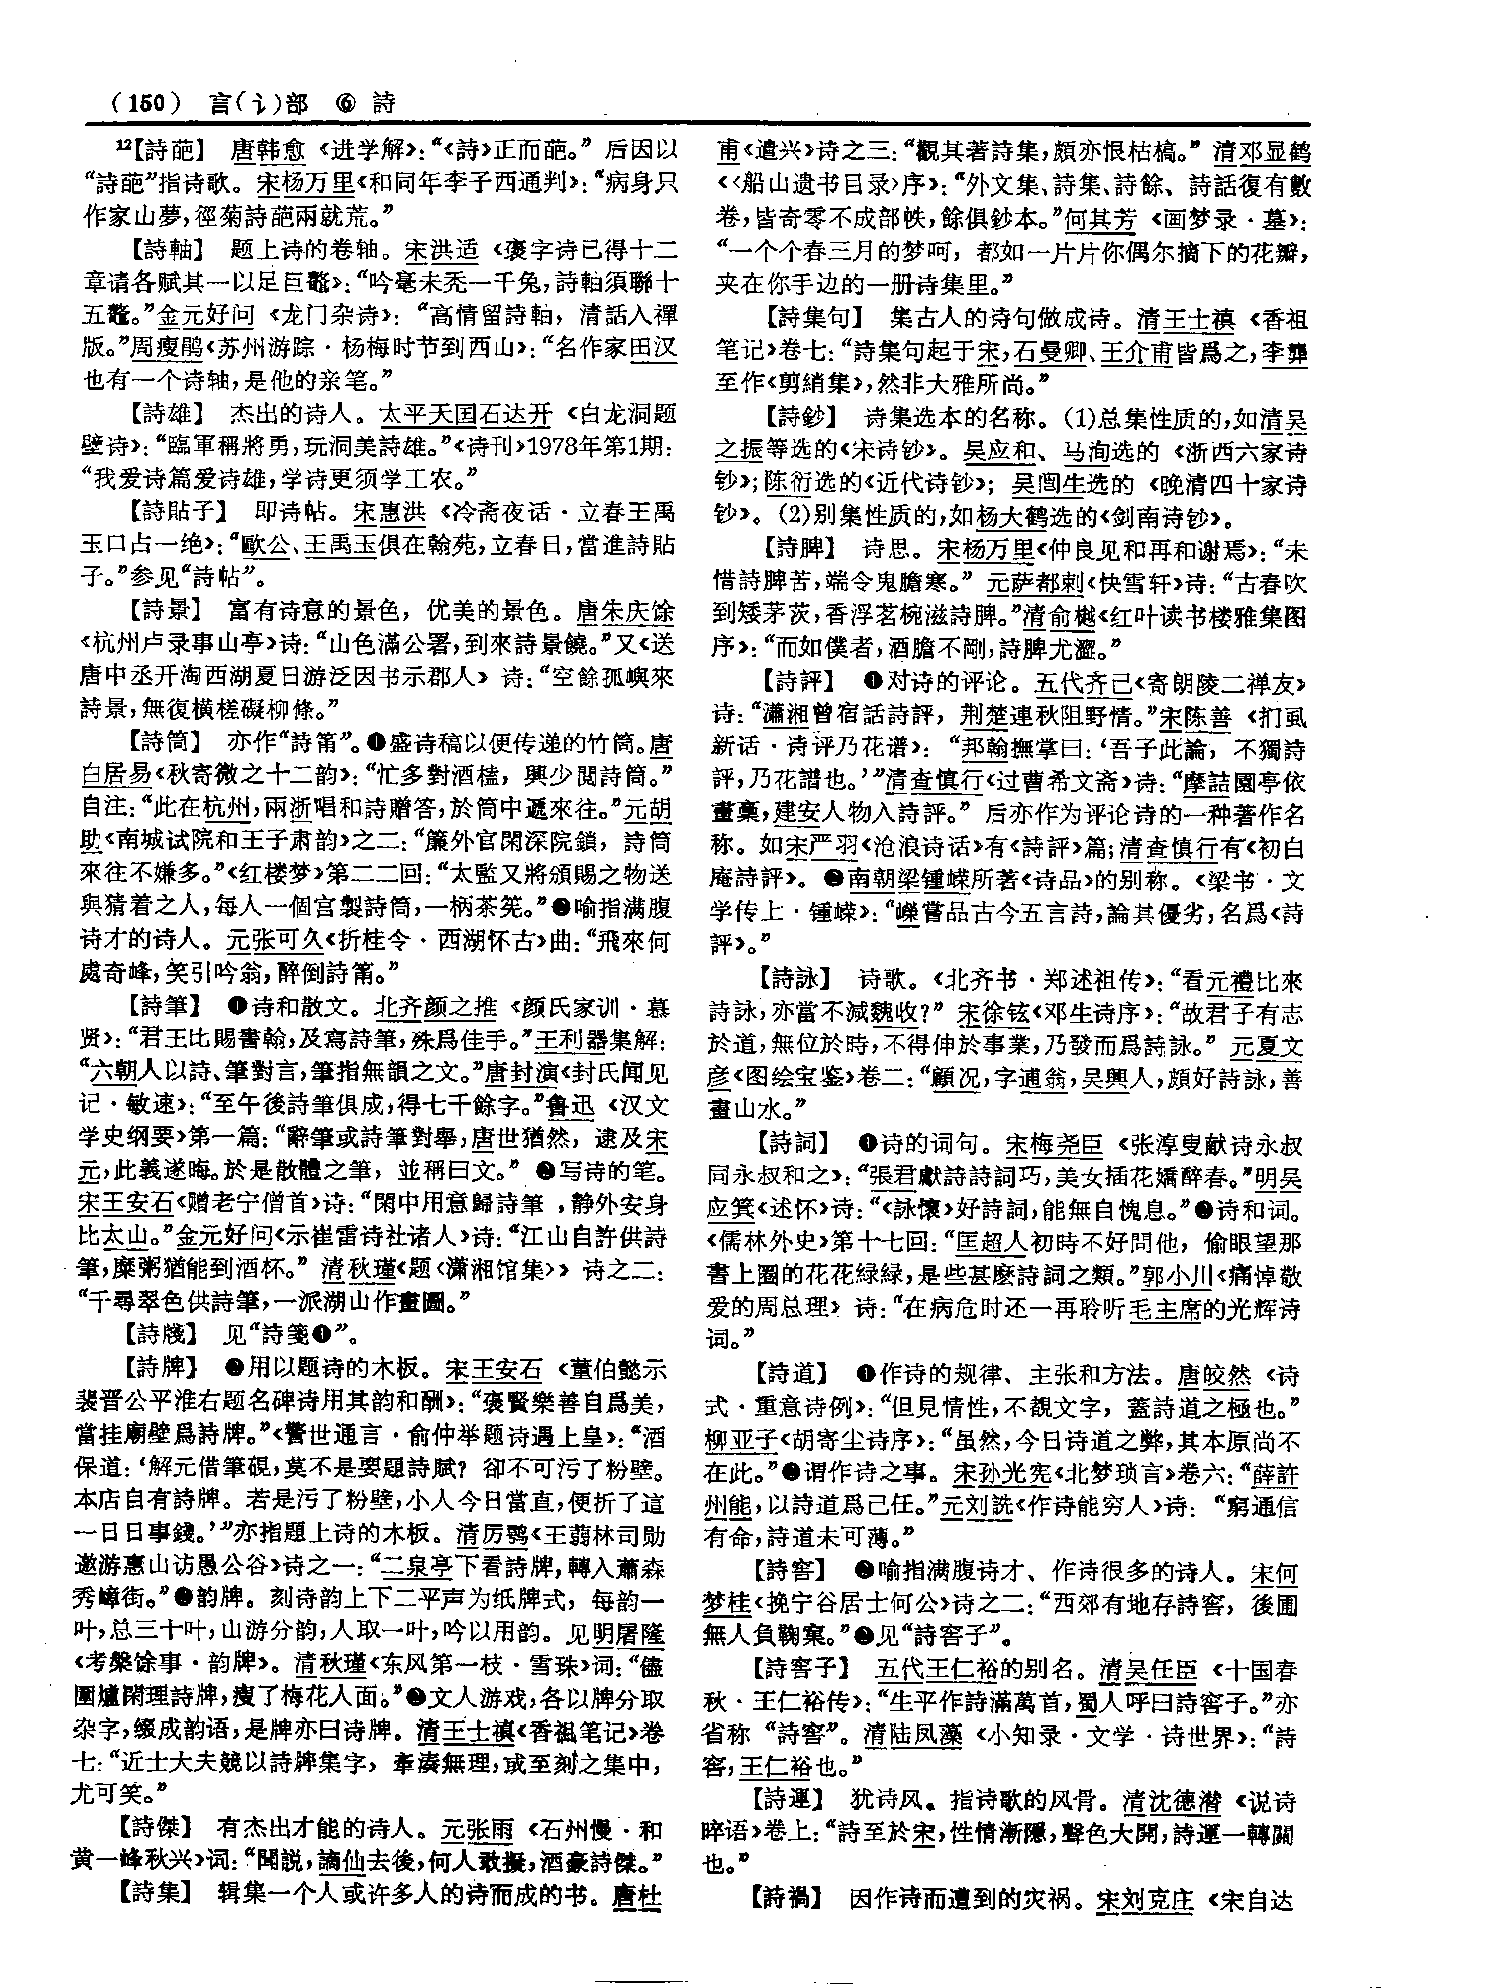 (150) 言(讠)部 ⑥ 詩
¹²【詩葩】 唐韩愈《进学解》：“《詩》正而葩。”后因以
“詩葩”指诗歌。宋杨万里《和同年李子西通判》：“病身只
作家山夢，徑菊詩葩兩就荒。”
【詩軸】 题上诗的卷轴。宋洪适《褒字诗已得十二
章请各赋其一以足巨鼇》：“吟毫未秃一千兔，詩軸須聯十
五鼇。”金元好问《龙门杂诗》：“高情留詩軸，清話入禪
版。”周瘦鹃《苏州游踪·杨梅时节到西山》：“名作家田汉
也有一个诗轴，是他的亲笔。”
【詩雄】 杰出的诗人。太平天囯石达开《白龙洞题
壁诗》：“臨軍稱將勇，玩洞美詩雄。”《诗刊》1978年第1期：
“我爱诗篇爱诗雄，学诗更须学工农。”
【詩貼子】 即诗帖。宋惠洪《冷斋夜话·立春王禹
玉口占一绝》：“歐公、王禹玉俱在翰苑，立春日，當進詩貼
子。”参见“詩帖”。
【詩景】 富有诗意的景色，优美的景色。唐朱庆馀
《杭州卢录事山亭》诗：“山色滿公署，到來詩景饒。”又《送
唐中丞开淘西湖夏日游泛因书示郡人》诗：“空餘孤嶼來
詩景，無復橫槎礙柳條。”
【詩筒】 亦作“詩筩”。❶盛诗稿以便传递的竹筒。唐
白居易《秋寄微之十二韵》：“忙多對酒榼，興少閲詩筒。”
自注：“此在杭州，兩浙唱和詩贈答，於筒中遞來往。”元胡
助《南城试院和王子肃韵》之二：“簾外官閑深院鎖，詩筒
來往不嫌多。”《红楼梦》第二二回：“太監又將頒賜之物送
與猜着之人，每人一個宫製詩筒，一柄茶筅。”❷喻指满腹
诗才的诗人。元张可久《折桂令·西湖怀古》曲：“飛來何
處奇峰，笑引吟翁，醉倒詩筩。”
【詩筆】 ❶诗和散文。北齐颜之推《颜氏家训·慕
贤》：“君王比賜書翰，及寫詩筆，殊爲佳手。”王利器集解：
“六朝人以詩、筆對言，筆指無韻之文。”唐封演《封氏闻见
记·敏速》：“至午後詩筆俱成，得七千餘字。”鲁迅《汉文
学史纲要》第一篇：“辭筆或詩筆對舉，唐世猶然，逮及宋
元，此義遂晦。於是散體之筆，並稱曰文。”❷写诗的笔。
宋王安石《赠老宁僧首》诗：“閑中用意歸詩筆，静外安身
比太山。”金元好问《示崔雷诗社诸人》诗：“江山自許供詩
筆，糜粥猶能到酒杯。”清秋瑾《题〈潇湘馆集〉》诗之二：
“千尋翠色供詩筆，一派湖山作畫圖。”
【詩牋】 见“詩箋❶”。
【詩牌】 ❶用以题诗的木板。宋王安石《董伯懿示
裴晋公平淮右题名碑诗用其韵和酬》：“褒賢樂善自爲美，
當挂廟壁爲詩牌。”《警世通言·俞仲举题诗遇上皇》：“酒
保道：‘解元借筆硯，莫不是要題詩賦？卻不可污了粉壁。
本店自有詩牌。若是污了粉壁，小人今日當直，便折了這
一日日事錢。’”亦指題上诗的木板。清厉鹗《王蒻林司勋
邀游惠山访愚公谷》诗之一：“二泉亭下看詩牌，轉入蕭森
秀嶂街。”❷韵牌。刻诗韵上下二平声为纸牌式，每韵一
叶，总三十叶，山游分韵，人取一叶，吟以用韵。见明屠隆
《考槃馀事·韵牌》。清秋瑾《东风第一枝·雪珠》词：“儘
圍爐閑理詩牌，瘦了梅花人面。”❸文人游戏，各以牌分取
杂字，缀成韵语，是牌亦曰诗牌。清王士禛《香祖笔记》卷
七：“近士大夫競以詩牌集字，牽湊無理，或至刻之集中，
尤可笑。”
【詩傑】 有杰出才能的诗人。元张雨《石州慢·和
黄一峰秋兴》词：“聞説，謫仙去後，何人敢擬，酒豪詩傑。”
【詩集】 辑集一个人或许多人的诗而成的书。唐杜
甫《遣兴》诗之三：“觀其著詩集，頗亦恨枯槁。”清邓显鹤
《〈船山遗书目录〉序》：“外文集、詩集、詩餘、詩話復有數
卷，皆奇零不成部帙，餘俱鈔本。”何其芳《画梦录·墓》：
“一个个春三月的梦呵，都如一片片你偶尔摘下的花瓣，
夹在你手边的一册诗集里。”
【詩集句】 集古人的诗句做成诗。清王士禛《香祖
笔记》卷七：“詩集句起于宋，石曼卿、王介甫皆爲之，李龏
至作《剪綃集》，然非大雅所尚。”
【詩鈔】 诗集选本的名称。(1)总集性质的，如清吴
之振等选的《宋诗钞》。吴应和、马洵选的《浙西六家诗
钞》；陈衍选的《近代诗钞》；吴闿生选的《晚清四十家诗
钞》。(2)别集性质的，如杨大鹤选的《剑南诗钞》。
【詩脾】 诗思。宋杨万里《仲良见和再和谢焉》：“未
惜詩脾苦，端令鬼膽寒。”元萨都剌《快雪轩》诗：“古春吹
到矮茅茨，香浮茗椀滋詩脾。”清俞樾《红叶读书楼雅集图
序》：“而如僕者，酒膽不剛，詩脾尤澀。”
【詩評】 ❶对诗的评论。五代齐己《寄朗陵二禅友》
诗：“瀟湘曾宿話詩評，荆楚連秋阻野情。”宋陈善《扪虱
新话·诗评乃花谱》：“邦翰撫掌曰：‘吾子此論，不獨詩
評，乃花譜也。’”清查慎行《过曹希文斋》诗：“摩詰園亭依
畫稾，建安人物入詩評。”后亦作为评论诗的一种著作名
称。如宋严羽《沧浪诗话》有《詩評》篇；清查慎行有《初白
庵詩評》。❷南朝梁锺嵘所著《诗品》的别称。《梁书·文
学传上·锺嵘》：“嶸嘗品古今五言詩，論其優劣，名爲《詩
評》。”
【詩詠】 诗歌。《北齐书·郑述祖传》：“看元禮比來
詩詠，亦當不減魏收？”宋徐铉《邓生诗序》：“故君子有志
於道，無位於時，不得伸於事業，乃發而爲詩詠。”元夏文
彦《图绘宝鉴》卷二：“顧况，字逋翁，吴興人，頗好詩詠，善
畫山水。”
【詩詞】 ❶诗的词句。宋梅尧臣《张淳叟献诗永叔
同永叔和之》：“張君獻詩詩詞巧，美女插花嬌醉春。”明吴
应箕《述怀》诗：“《詠懷》好詩詞，能無自愧息。”❷诗和词。
《儒林外史》第十七回：“匡超人初時不好問他，偷眼望那
書上圈的花花緑緑，是些甚麽詩詞之類。”郭小川《痛悼敬
爱的周总理》诗：“在病危时还一再聆听毛主席的光辉诗
词。”
【詩道】 ❶作诗的规律、主张和方法。唐皎然《诗
式·重意诗例》：“但見情性，不覩文字，蓋詩道之極也。”
柳亚子《胡寄尘诗序》：“虽然，今日诗道之弊，其本原尚不
在此。”❷谓作诗之事。宋孙光宪《北梦琐言》卷六：“薛許
州能，以詩道爲己任。”元刘詵《作诗能穷人》诗：“窮通信
有命，詩道未可薄。”
【詩窖】 ❶喻指满腹诗才、作诗很多的诗人。宋何
梦桂《挽宁谷居士何公》诗之二：“西郊有地存詩窖，後圃
無人負鞠窠。”❷见“詩窖子”。
【詩窖子】 五代王仁裕的别名。清吴任臣《十国春
秋·王仁裕传》：“生平作詩滿萬首，蜀人呼曰詩窖子。”亦
省称“詩窖”。清陆凤藻《小知录·文学·诗世界》：“詩
窖，王仁裕也。”
【詩運】 犹诗风。指诗歌的风骨。清沈德潜《说诗
晬语》卷上：“詩至於宋，性情漸隱，聲色大開，詩運一轉關
也。”
【詩禍】 因作诗而遭到的灾祸。宋刘克庄《宋自达